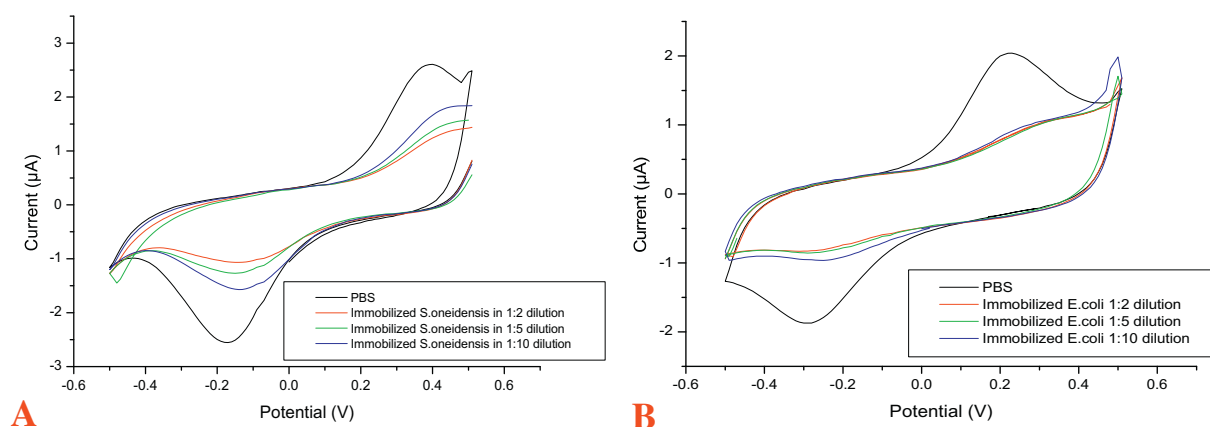 3
2
1
0
-1
-2
-3
Current (µA)
-0.6
-0.4
-0.2
0.0
0.2
0.4
0.6
Potential (V)
PBS
Immobilized S.oneidensis in 1:2 dilution
Immobilized S.oneidensis in 1:5 dilution
Immobilized S.oneidensis in 1:10 dilution
A
2
1
0
-1
-2
Current (µA)
-0.6
-0.4
-0.2
0.0
0.2
0.4
0.6
Potential (V)
PBS
Immobilized E.coli 1:2 dilution
Immobilized E.coli 1:5 dilution
Immobilized E.coli 1:10 dilution
B